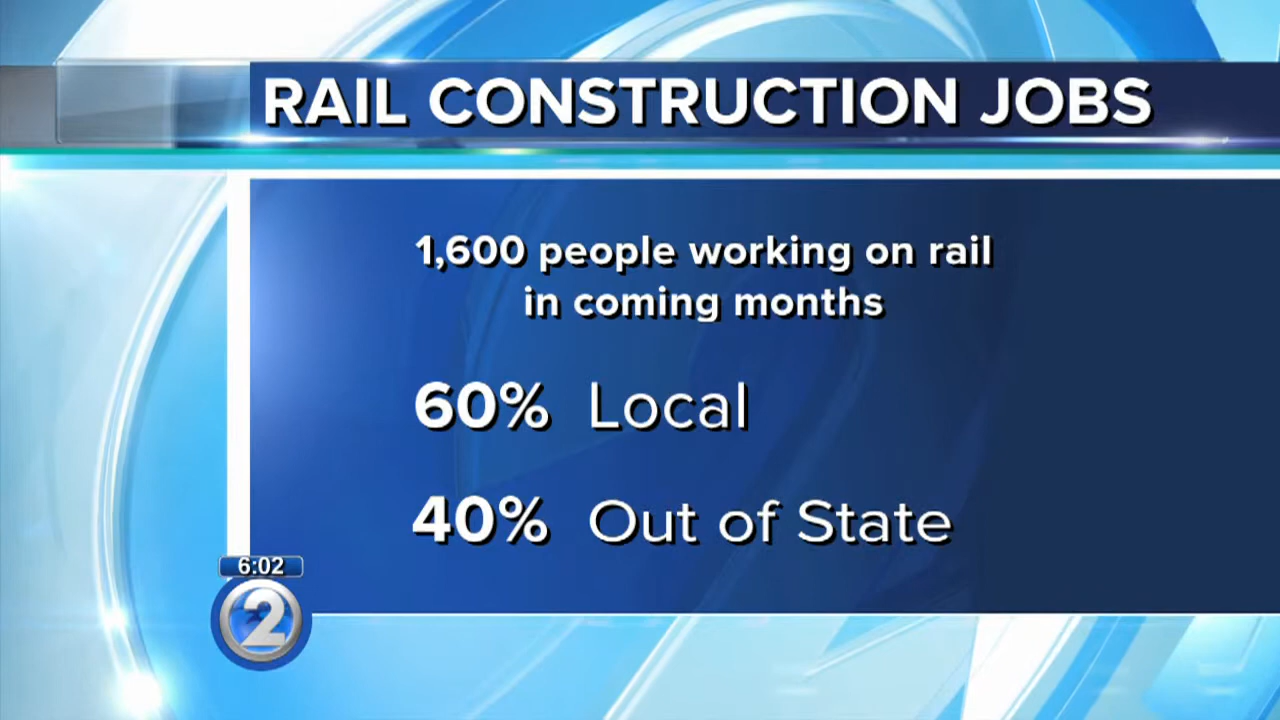 RAIL CONSTRUCTION JOBS
1,600 people working on rail
in coming months
60% Local
40% Out of State
6:02
2